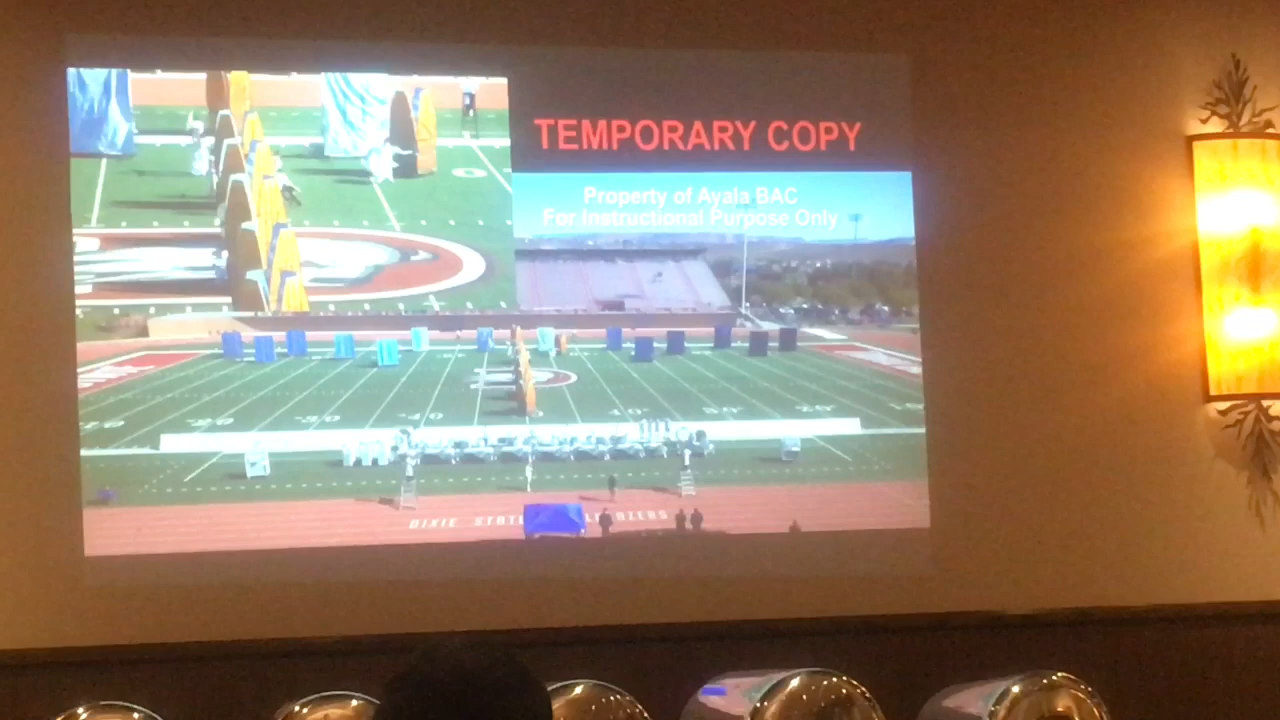 TEMPORARY COPY
Property of Ayala BAC
For Instructional Purpose Only
DIXIE STATE